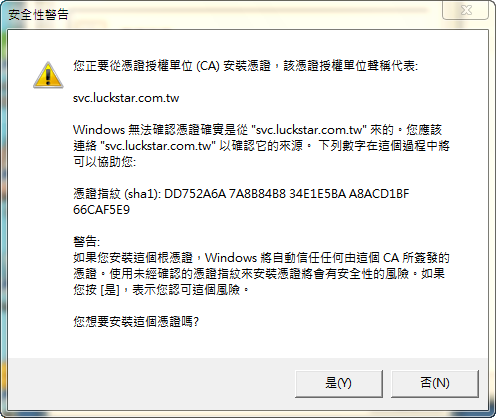 安全性警告
您正要從憑證授權單位 (CA) 安裝憑證，該憑證授權單位聲稱代表:
svc.luckstar.com.tw
Windows 無法確認憑證確實是從 "svc.luckstar.com.tw" 來的。您應該
連絡 "svc.luckstar.com.tw" 以確認它的來源。 下列數字在這個過程中將
可以協助您:
憑證指紋 (sha1): DD752A6A 7A8B84B8 34E1E5BA A8ACD1BF
66CAF5E9
警告:
如果您安裝這個根憑證，Windows 將自動信任任何由這個 CA 所簽發的
憑證。使用未經確認的憑證指紋來安裝憑證將會有安全性的風險。如果
您按 [是]，表示您認可這個風險。
您想要安裝這個憑證嗎?
是(Y)
否(N)